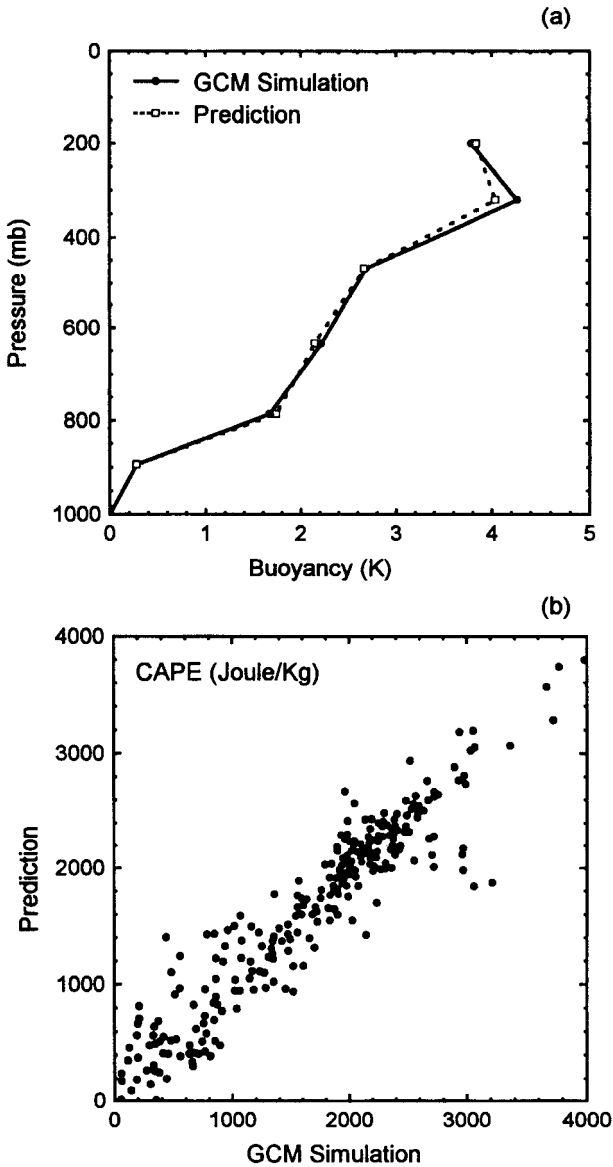 (a)
0
200
400
600
800
1000
Pressure (mb)
GCM Simulation
Prediction
0 1 2 3 4 5
Buoyancy (K)
(b)
4000
3000
2000
1000
0
Prediction
CAPE (Joule/Kg)
0 1000 2000 3000 4000
GCM Simulation